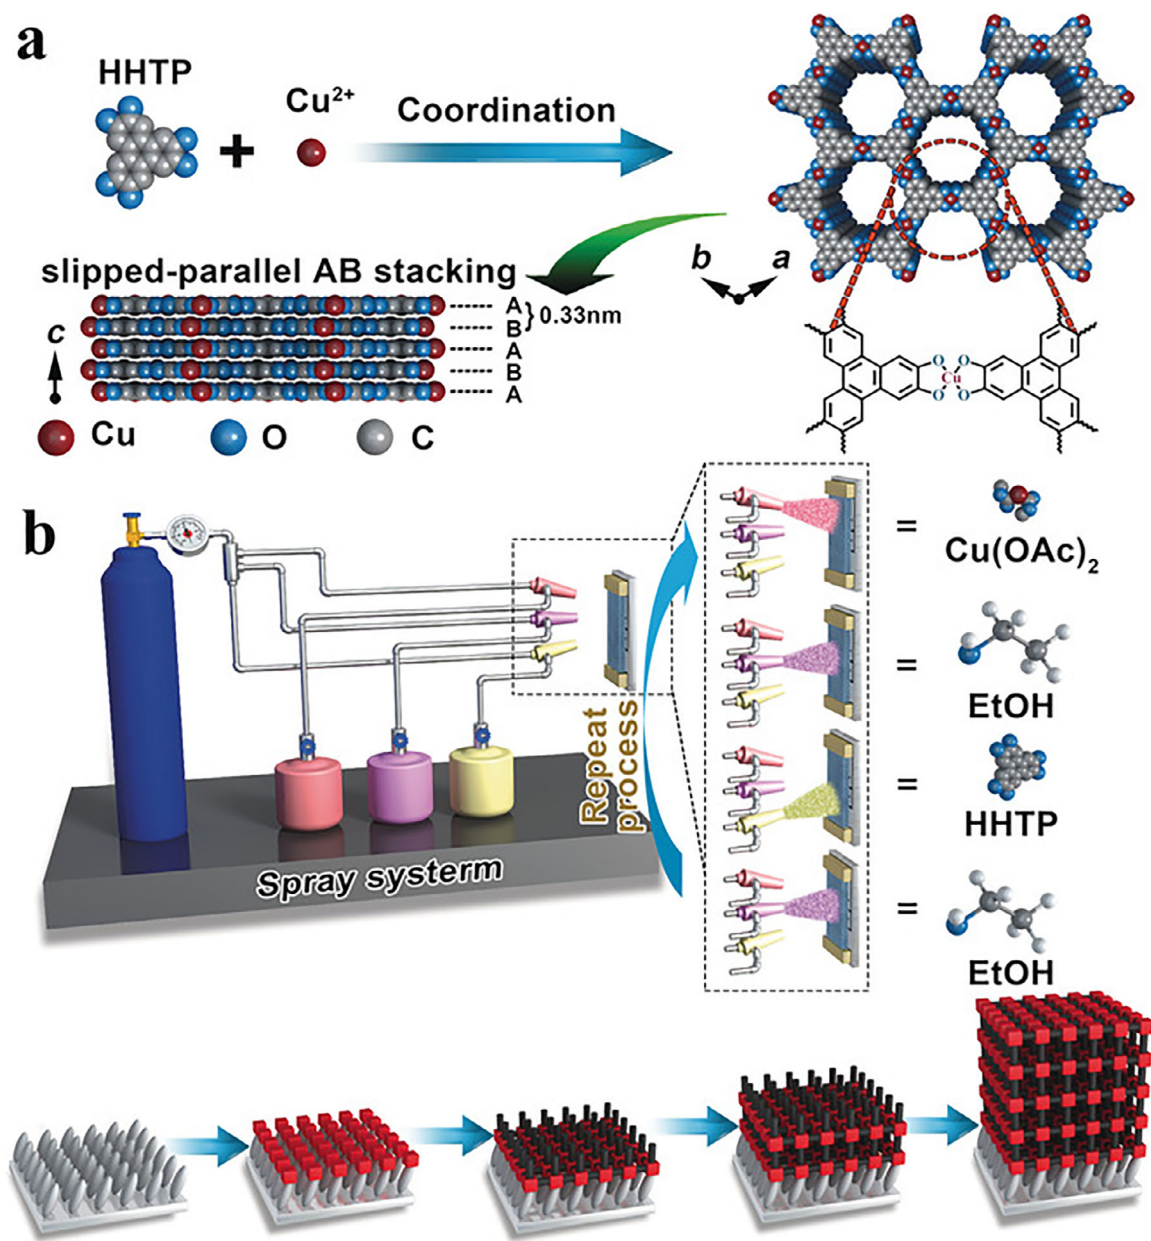 a
HHTP
+
Cu²⁺
Coordination
slipped-parallel AB stacking
b
a
c
A
B
A
B
A
0.33nm
O
O
Cu
O
O
Cu
O
C
b
Spray systerm
Repeat
process
=
Cu(OAc)₂
=
EtOH
=
HHTP
=
EtOH